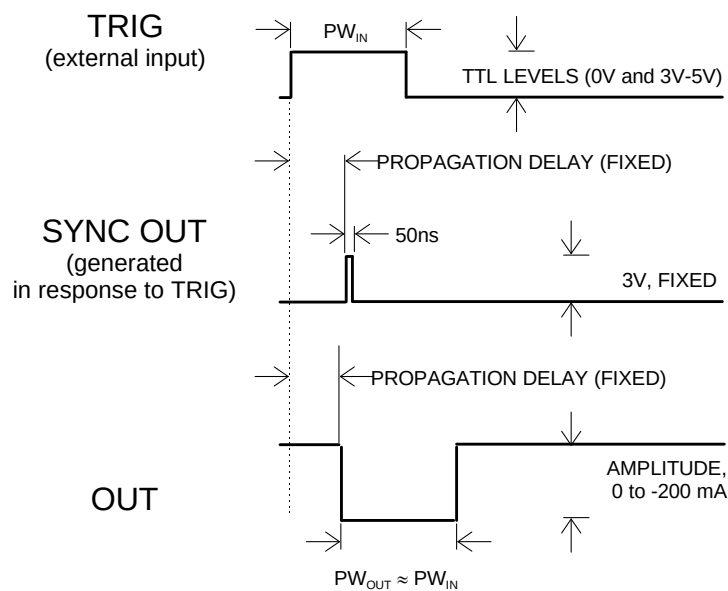 TRIG
(external input)
PW_IN
TTL LEVELS (0V and 3V-5V)
PROPAGATION DELAY (FIXED)
SYNC OUT
(generated
in response to TRIG)
50ns
3V, FIXED
PROPAGATION DELAY (FIXED)
AMPLITUDE,
0 to -200 mA
OUT
PW_OUT ≈ PW_IN